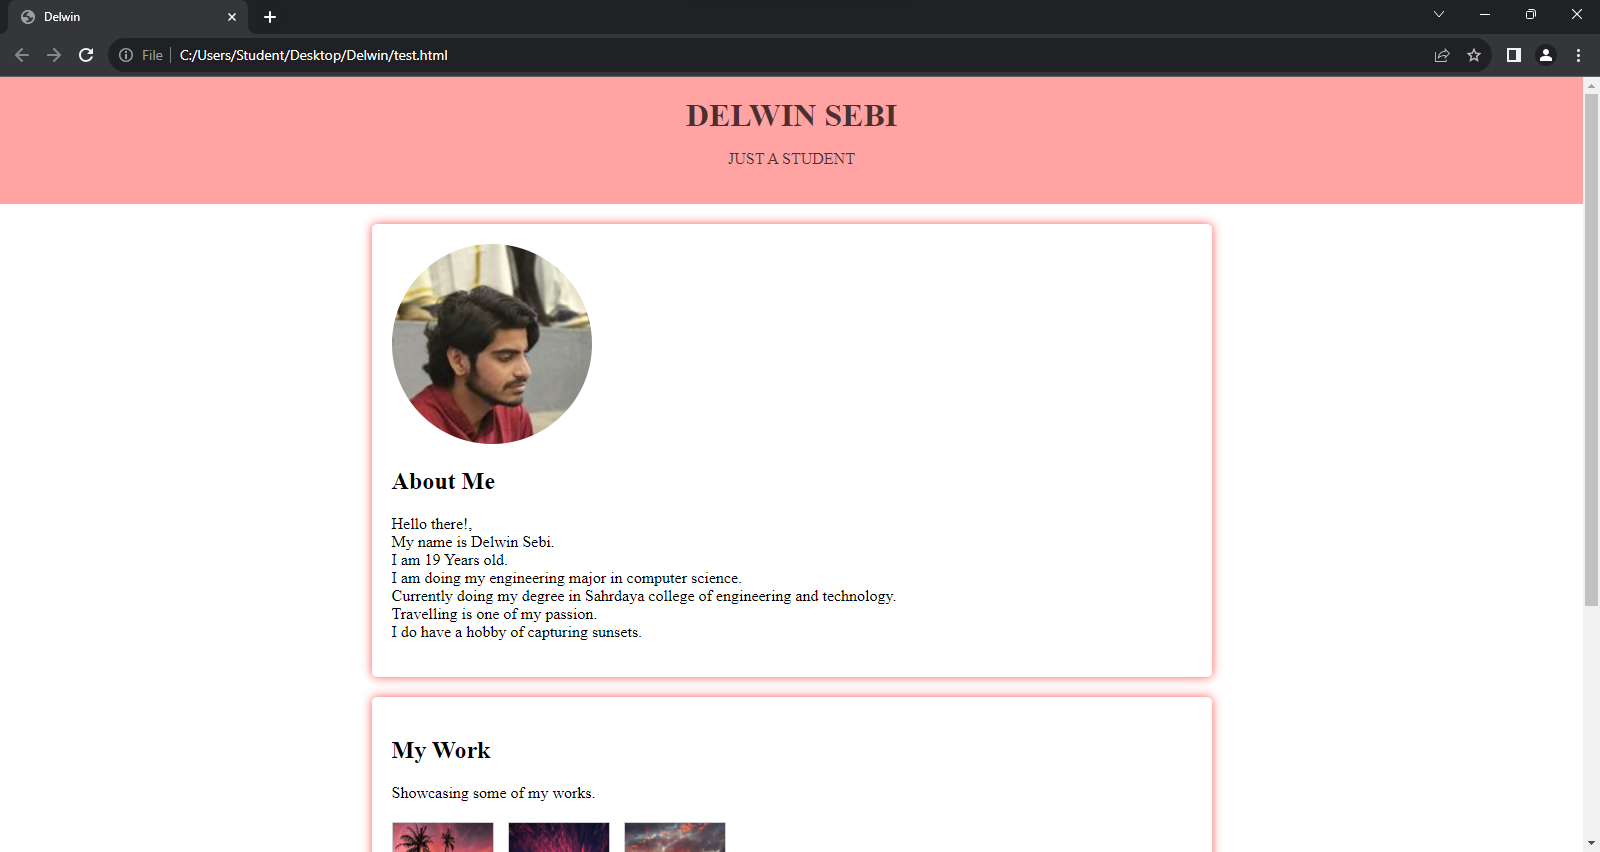 Delwin
File
C:/Users/Student/Desktop/Delwin/test.html
DELWIN SEBI
JUST A STUDENT
About Me
Hello there!,
My name is Delwin Sebi.
I am 19 Years old.
I am doing my engineering major in computer science.
Currently doing my degree in Sahrdaya college of engineering and technology.
Travelling is one of my passion.
I do have a hobby of capturing sunsets.
My Work
Showcasing some of my works.